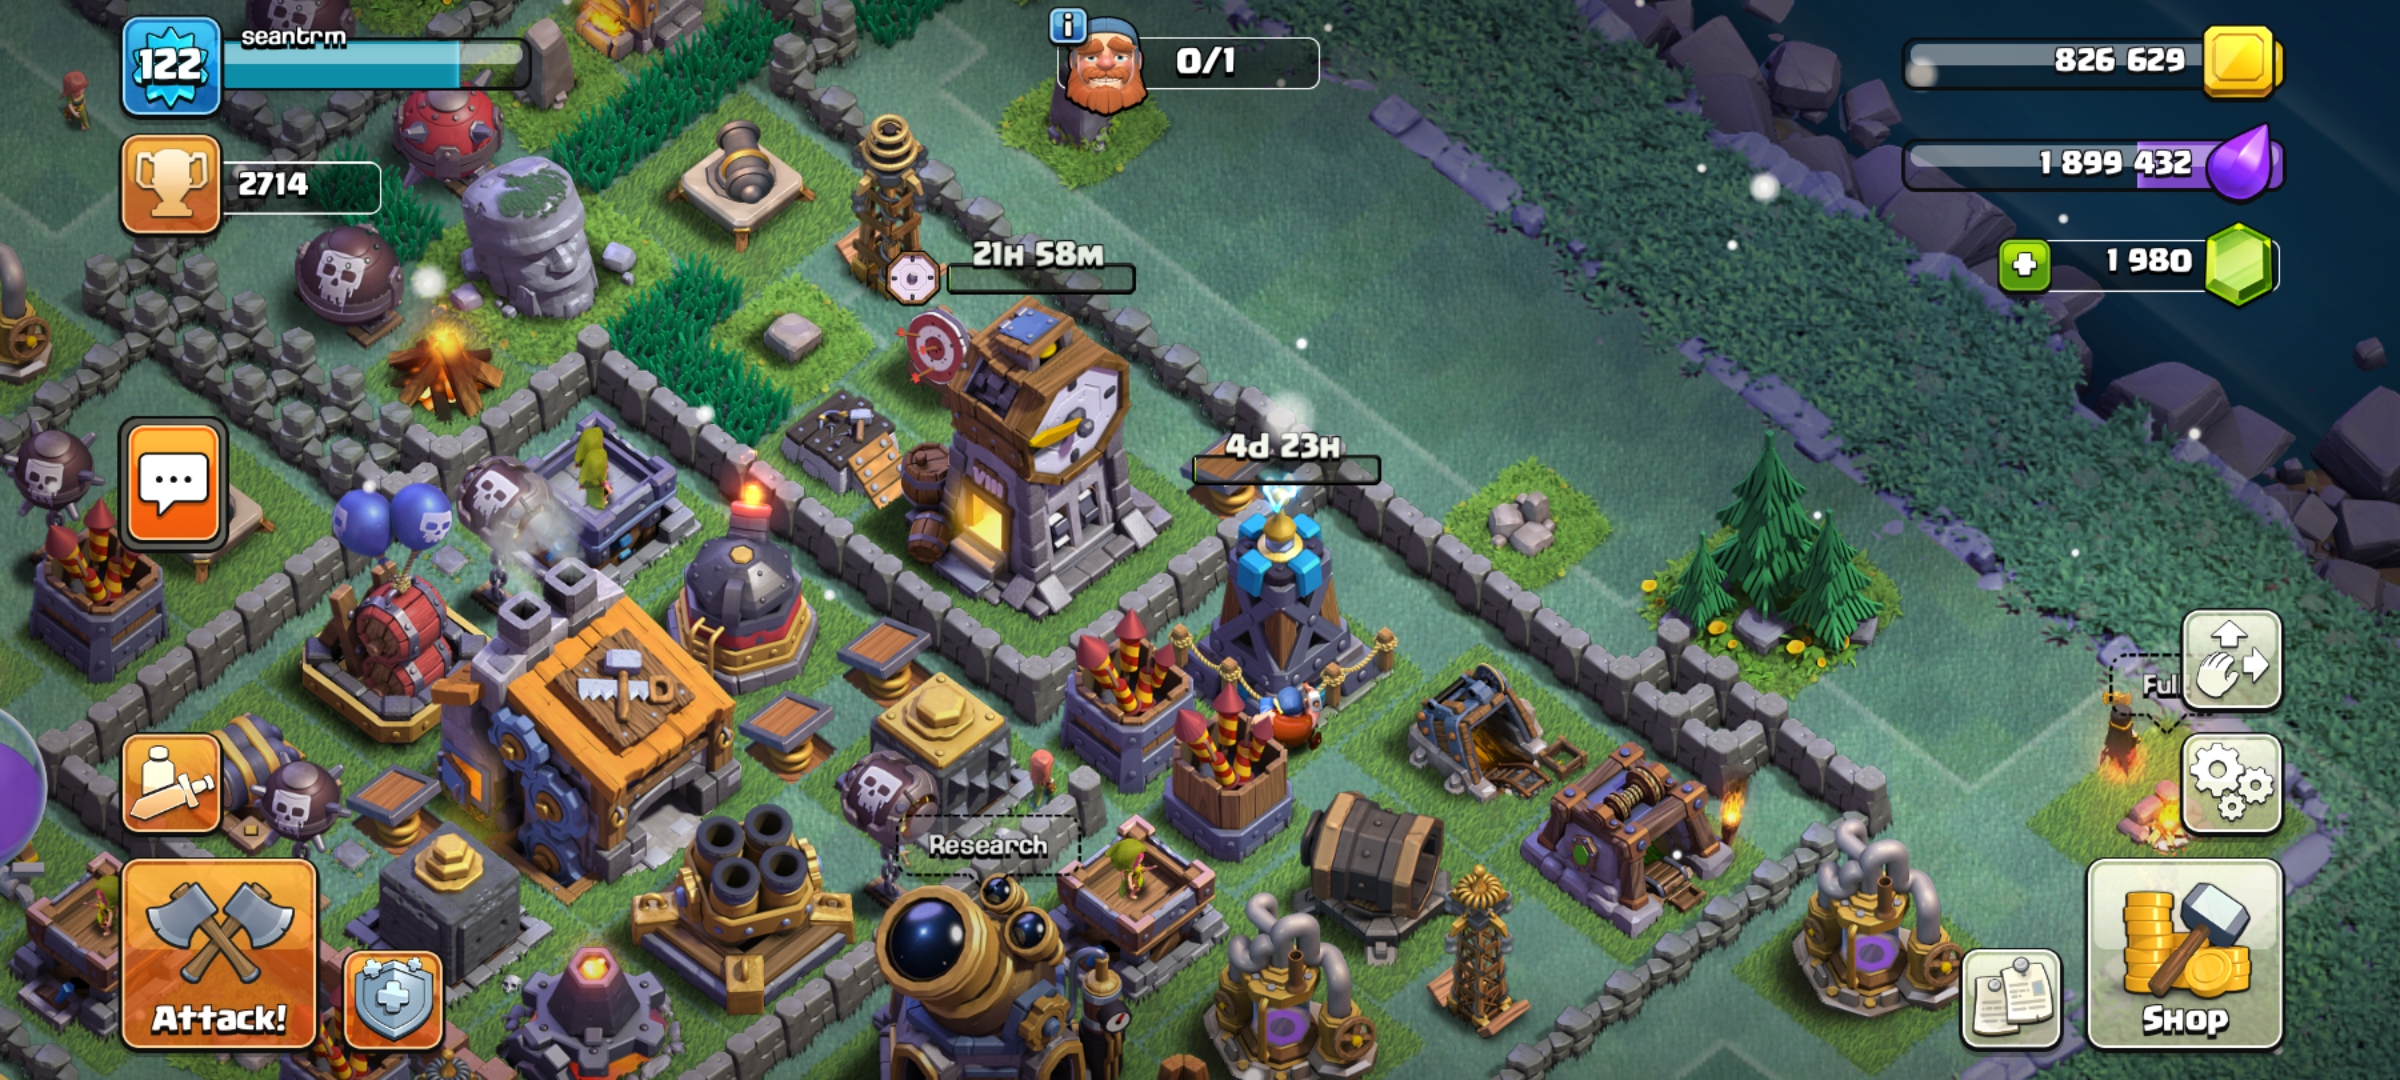 122
seantrm
i
0/1
826 629
2714
1 899 432
21H 58M
1 980
4d 23H
VIII
Full
Research
Attack!
Shop